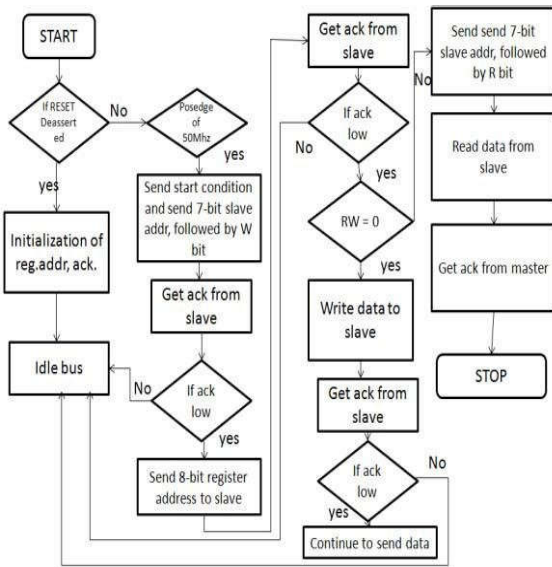 START
If RESET
Deassert
ed
No
yes
Initialization of
reg.addr, ack.
Idle bus
Posedge
of
50Mhz
yes
Send start condition
and send 7-bit slave
addr, followed by W
bit
Get ack from
slave
If ack
low
No
yes
Send 8-bit register
address to slave
Get ack from
slave
If ack
low
No
yes
RW = 0
No
yes
Write data to
slave
Get ack from
slave
If ack
low
No
yes
Continue to send data
Send send 7-bit
slave addr, followed
by R bit
Read data from
slave
Get ack from master
STOP